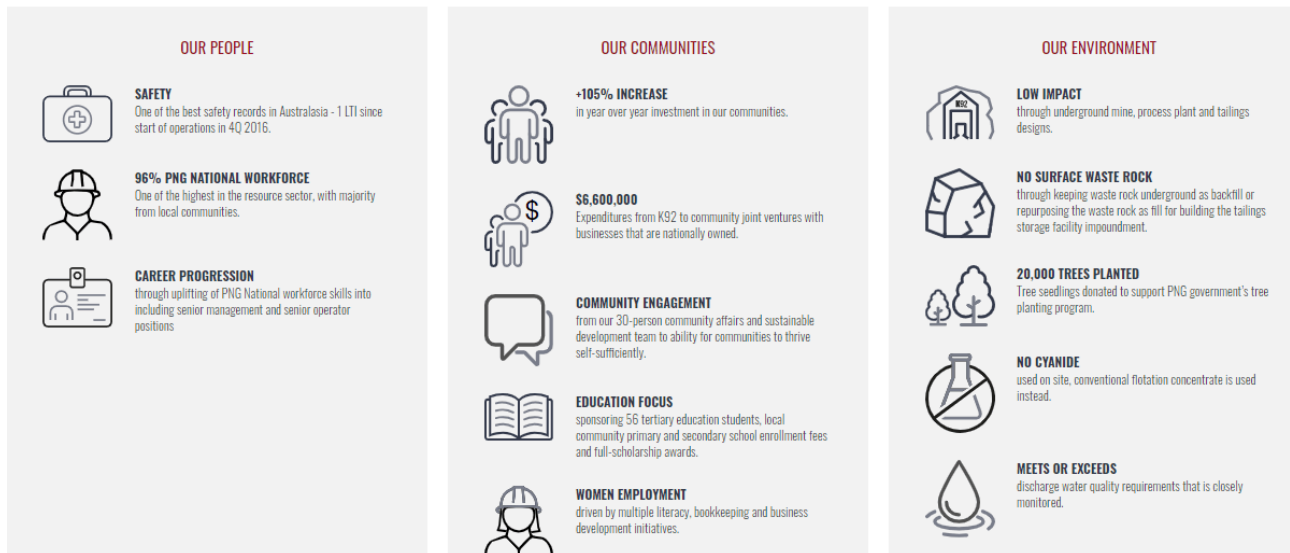 OUR PEOPLE
SAFETY
One of the best safety records in Australasia - 1 LTI since
start of operations in 4Q 2016.
96% PNG NATIONAL WORKFORCE
One of the highest in the resource sector, with majority
from local communities.
CAREER PROGRESSION
through uplifting of PNG National workforce skills into
including senior management and senior operator
positions
OUR COMMUNITIES
+105% INCREASE
in year over year investment in our communities.
$
$6,600,000
Expenditures from K92 to community joint ventures with
businesses that are nationally owned.
COMMUNITY ENGAGEMENT
from our 30-person community affairs and sustainable
development team to ability for communities to thrive
self-sufficiently.
EDUCATION FOCUS
sponsoring 56 tertiary education students, local
community primary and secondary school enrollment fees
and full-scholarship awards.
WOMEN EMPLOYMENT
driven by multiple literacy, bookkeeping and business
development initiatives.
OUR ENVIRONMENT
K92
LOW IMPACT
through underground mine, process plant and tailings
designs.
NO SURFACE WASTE ROCK
through keeping waste rock underground as backfill or
repurposing the waste rock as fill for building the tailings
storage facility impoundment.
20,000 TREES PLANTED
Tree seedlings donated to support PNG government's tree
planting program.
NO CYANIDE
used on site, conventional flotation concentrate is used
instead.
MEETS OR EXCEEDS
discharge water quality requirements that is closely
monitored.